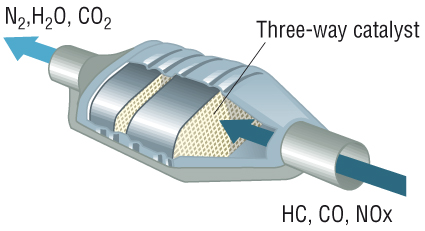 N₂,H₂O, CO₂
Three-way catalyst
HC, CO, NOx